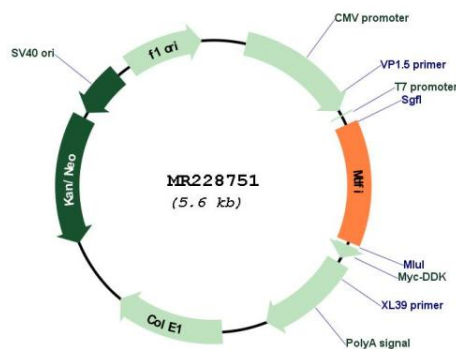 CMV promoter
VP1.5 primer
T7 promoter
SgfI
Mdfi
MluI
Myc-DDK
XL39 primer
PolyA signal
Col E1
Kan/Neo
SV40 ori
f1 ori
MR228751
(5.6 kb)